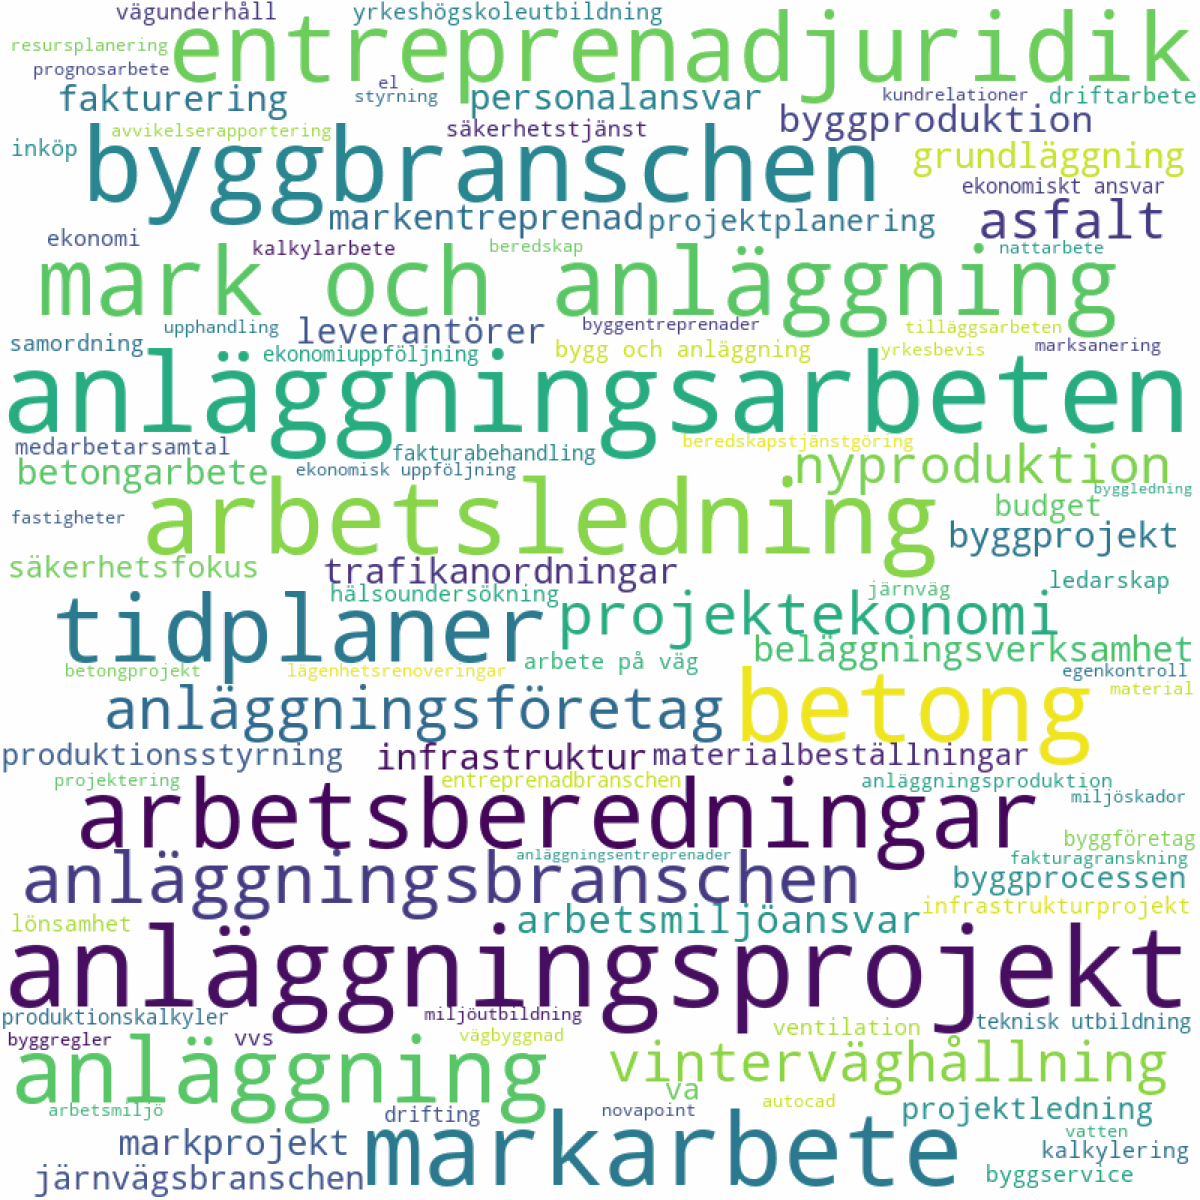 vägunderhåll yrkeshögskoleutbildning
resursplanering entreprenadjuridik
prognosarbete el
fakturering styrning personalansvar kundrelationer driftarbete
avvikelserapportering säkerhetstjänst byggproduktion
inköp byggbranschen grundläggning
ekonomiskt ansvar
markentreprenad projektplanering asfalt
ekonomi kalkylarbete beredskap nattarbete
mark och anläggning
upphandling leverantörer byggentreprenader tilläggsarbeten
samordning ekonomiuppföljning bygg och anläggning yrkesbevis marksanering
anläggningsarbeten
medarbetarsamtal fakturabehandling beredskapstjänstgöring
betongarbete ekonomisk uppföljning nyproduktion
byggledning
fastigheter arbetsledning budget
byggprojekt
säkerhetsfokus trafikanordningar ledarskap
hälsoundersökning järnväg
tidplaner projektekonomi
beläggningsverksamhet
betongprojekt lägenhetsrenoveringar arbete på väg egenkontroll
anläggningsföretag betong material
produktionsstyrning infrastruktur materialbeställningar
projektering entreprenadbranschen anläggningsproduktion
arbetsberedningar miljöskador
byggföretag
anläggningsentreprenader fakturagranskning
anläggningsbranschen byggprocessen
lönsamhet arbetsmiljöansvar infrastrukturprojekt
anläggningsprojekt
produktionskalkyler miljöutbildning ventilation teknisk utbildning
byggregler vvs vägbyggnad
anläggning vinterväghållning
va
arbetsmiljö drifting novapoint autocad projektledning
markprojekt markarbete vatten
kalkylering
järnvägsbranschen byggservice